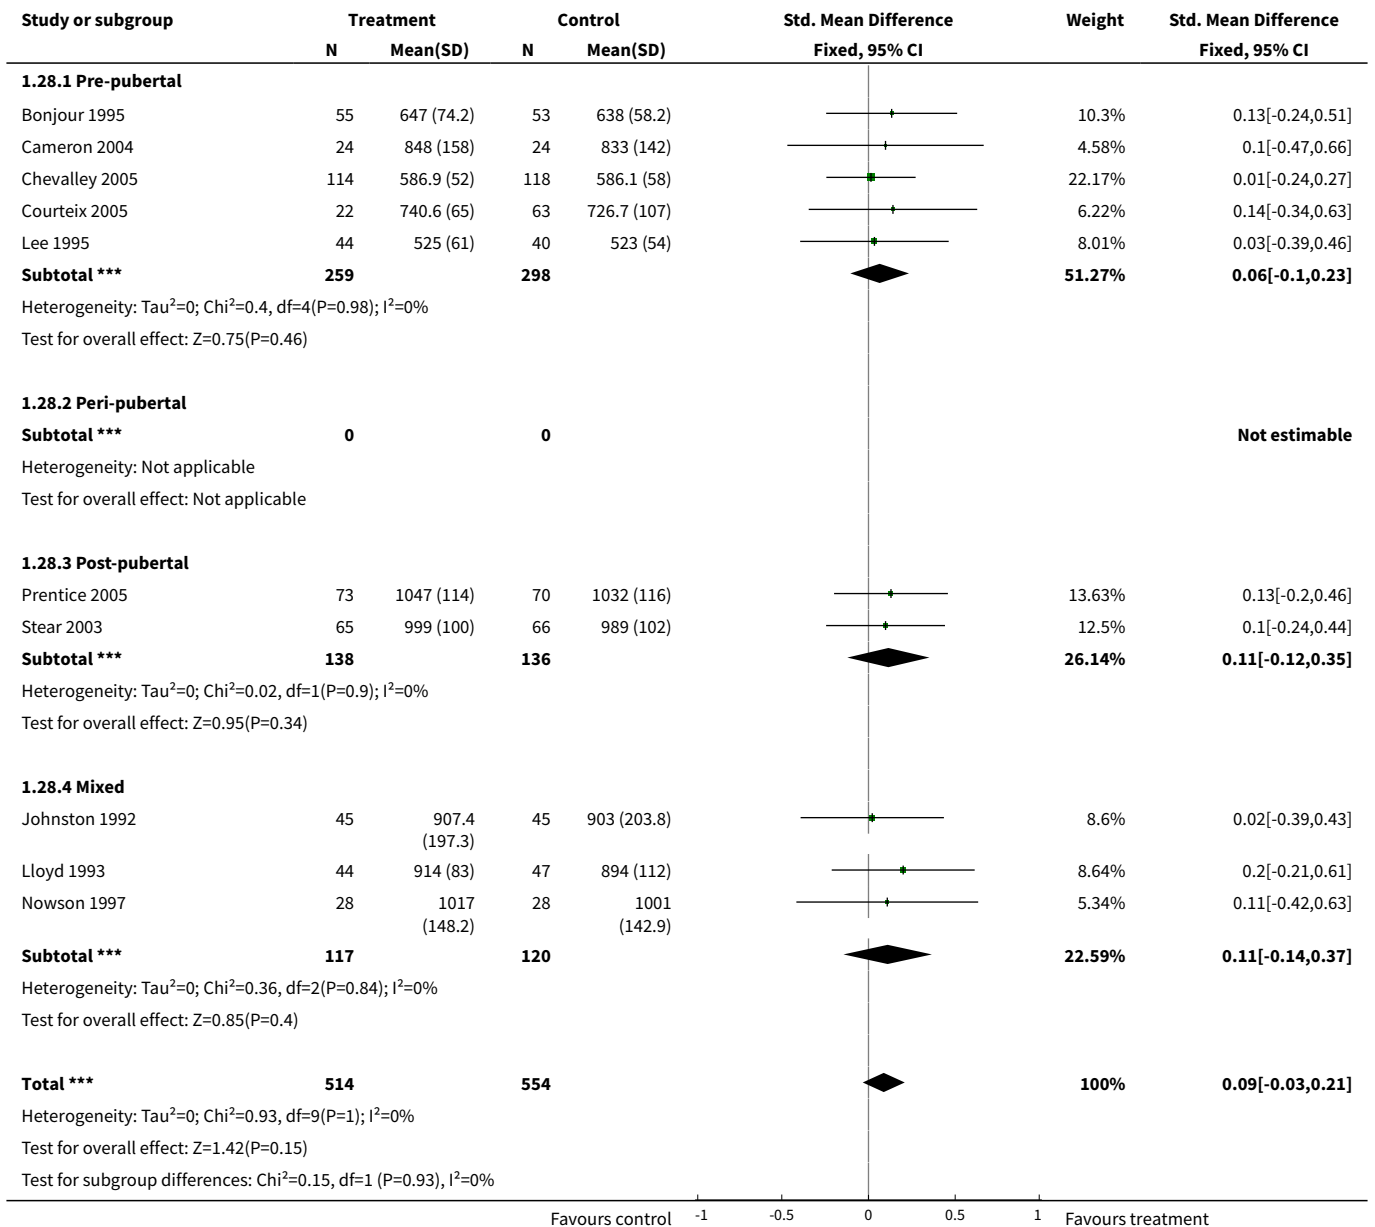 Study or subgroup Treatment Control Std. Mean Difference Weight Std. Mean Difference
N Mean(SD) N Mean(SD) Fixed, 95% CI Fixed, 95% CI
1.28.1 Pre-pubertal
Bonjour 1995 55 647 (74.2) 53 638 (58.2) 10.3% 0.13[-0.24,0.51]
Cameron 2004 24 848 (158) 24 833 (142) 4.58% 0.1[-0.47,0.66]
Chevalley 2005 114 586.9 (52) 118 586.1 (58) 22.17% 0.01[-0.24,0.27]
Courteix 2005 22 740.6 (65) 63 726.7 (107) 6.22% 0.14[-0.34,0.63]
Lee 1995 44 525 (61) 40 523 (54) 8.01% 0.03[-0.39,0.46]
Subtotal *** 259 298 51.27% 0.06[-0.1,0.23]
Heterogeneity: Tau²=0; Chi²=0.4, df=4(P=0.98); I²=0%
Test for overall effect: Z=0.75(P=0.46)
1.28.2 Peri-pubertal
Subtotal *** 0 0 Not estimable
Heterogeneity: Not applicable
Test for overall effect: Not applicable
1.28.3 Post-pubertal
Prentice 2005 73 1047 (114) 70 1032 (116) 13.63% 0.13[-0.2,0.46]
Stear 2003 65 999 (100) 66 989 (102) 12.5% 0.1[-0.24,0.44]
Subtotal *** 138 136 26.14% 0.11[-0.12,0.35]
Heterogeneity: Tau²=0; Chi²=0.02, df=1(P=0.9); I²=0%
Test for overall effect: Z=0.95(P=0.34)
1.28.4 Mixed
Johnston 1992 45 907.4 45 903 (203.8) 8.6% 0.02[-0.39,0.43]
(197.3)
Lloyd 1993 44 914 (83) 47 894 (112) 8.64% 0.2[-0.21,0.61]
Nowson 1997 28 1017 28 1001 5.34% 0.11[-0.42,0.63]
(148.2) (142.9)
Subtotal *** 117 120 22.59% 0.11[-0.14,0.37]
Heterogeneity: Tau²=0; Chi²=0.36, df=2(P=0.84); I²=0%
Test for overall effect: Z=0.85(P=0.4)
Total *** 514 554 100% 0.09[-0.03,0.21]
Heterogeneity: Tau²=0; Chi²=0.93, df=9(P=1); I²=0%
Test for overall effect: Z=1.42(P=0.15)
Test for subgroup differences: Chi²=0.15, df=1 (P=0.93), I²=0%
Favours control -1 -0.5 0 0.5 1 Favours treatment